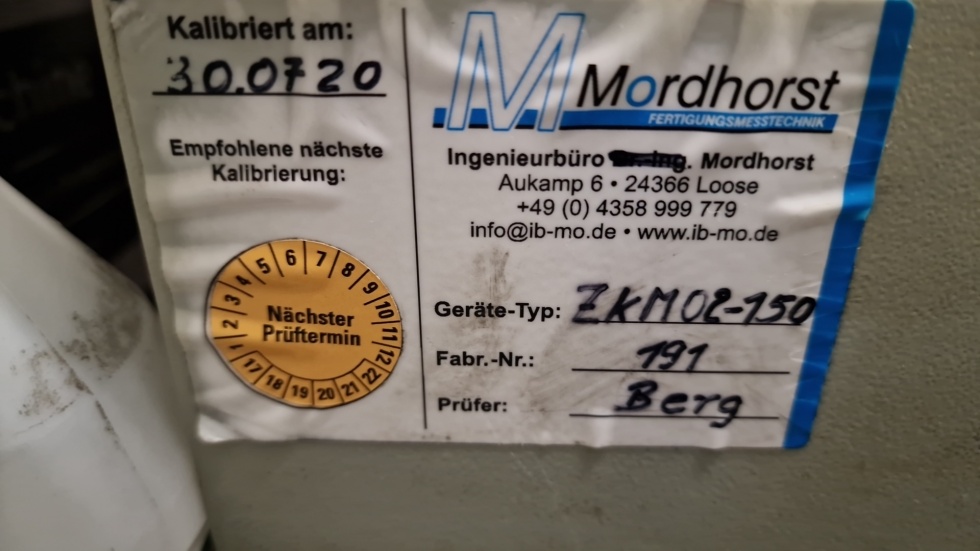 Kalibriert am:
30.07 20
Empfohlene nächste
Kalibrierung:
1 2 3 4 5 6 7 8 9 10 11 12
Nächster
Prüftermin
17 18 19 20 21 22
M Mordhorst
FERTIGUNGSMESSTECHNIK
Ingenieurbüro Dr.-Ing. Mordhorst
Aukamp 6 • 24366 Loose
+49 (0) 4358 999 779
info@ib-mo.de • www.ib-mo.de
Geräte-Typ: ZKM02-150
Fabr.-Nr.: 191
Prüfer: Berg